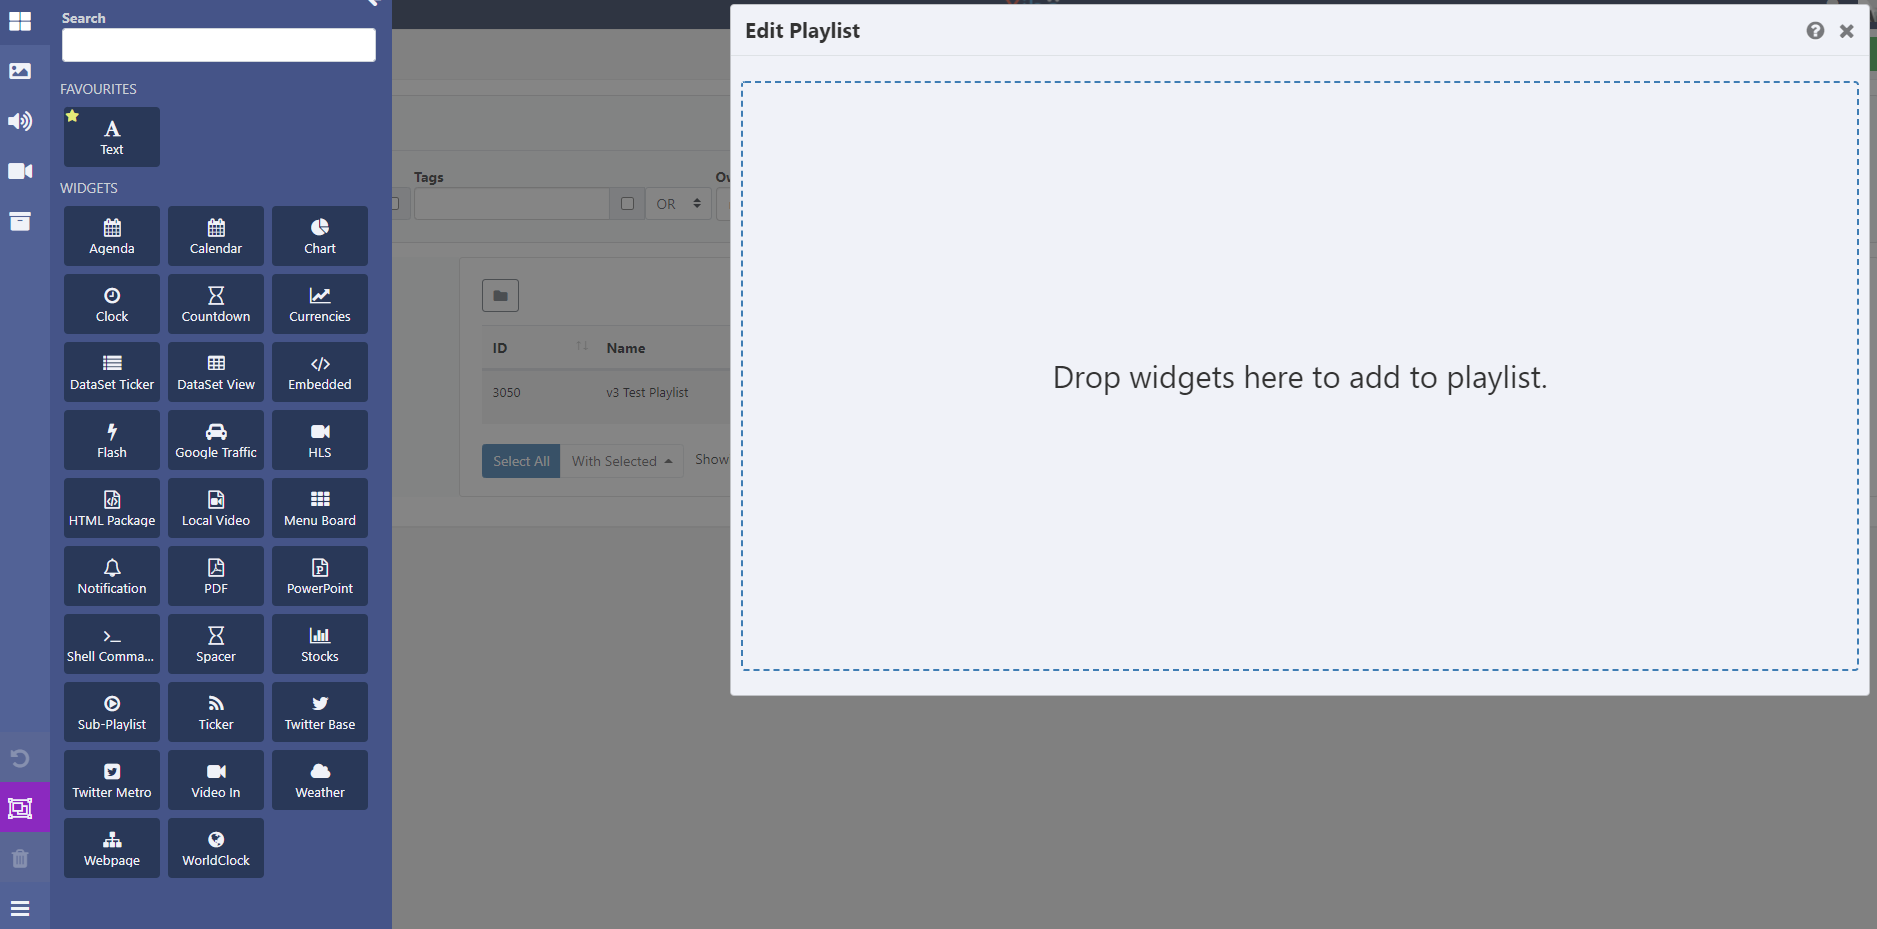 Search
FAVOURITES
Text
WIDGETS
Agenda
Calendar
Chart
Clock
Countdown
Currencies
DataSet Ticker
DataSet View
Embedded
Flash
Google Traffic
HLS
HTML Package
Local Video
Menu Board
Notification
PDF
PowerPoint
Shell Comma...
Spacer
Stocks
Sub-Playlist
Ticker
Twitter Base
Twitter Metro
Video In
Weather
Webpage
WorldClock
Tags
OR
ID
Name
3050
v3 Test Playlist
Select All
With Selected
Show
Edit Playlist
Drop widgets here to add to playlist.